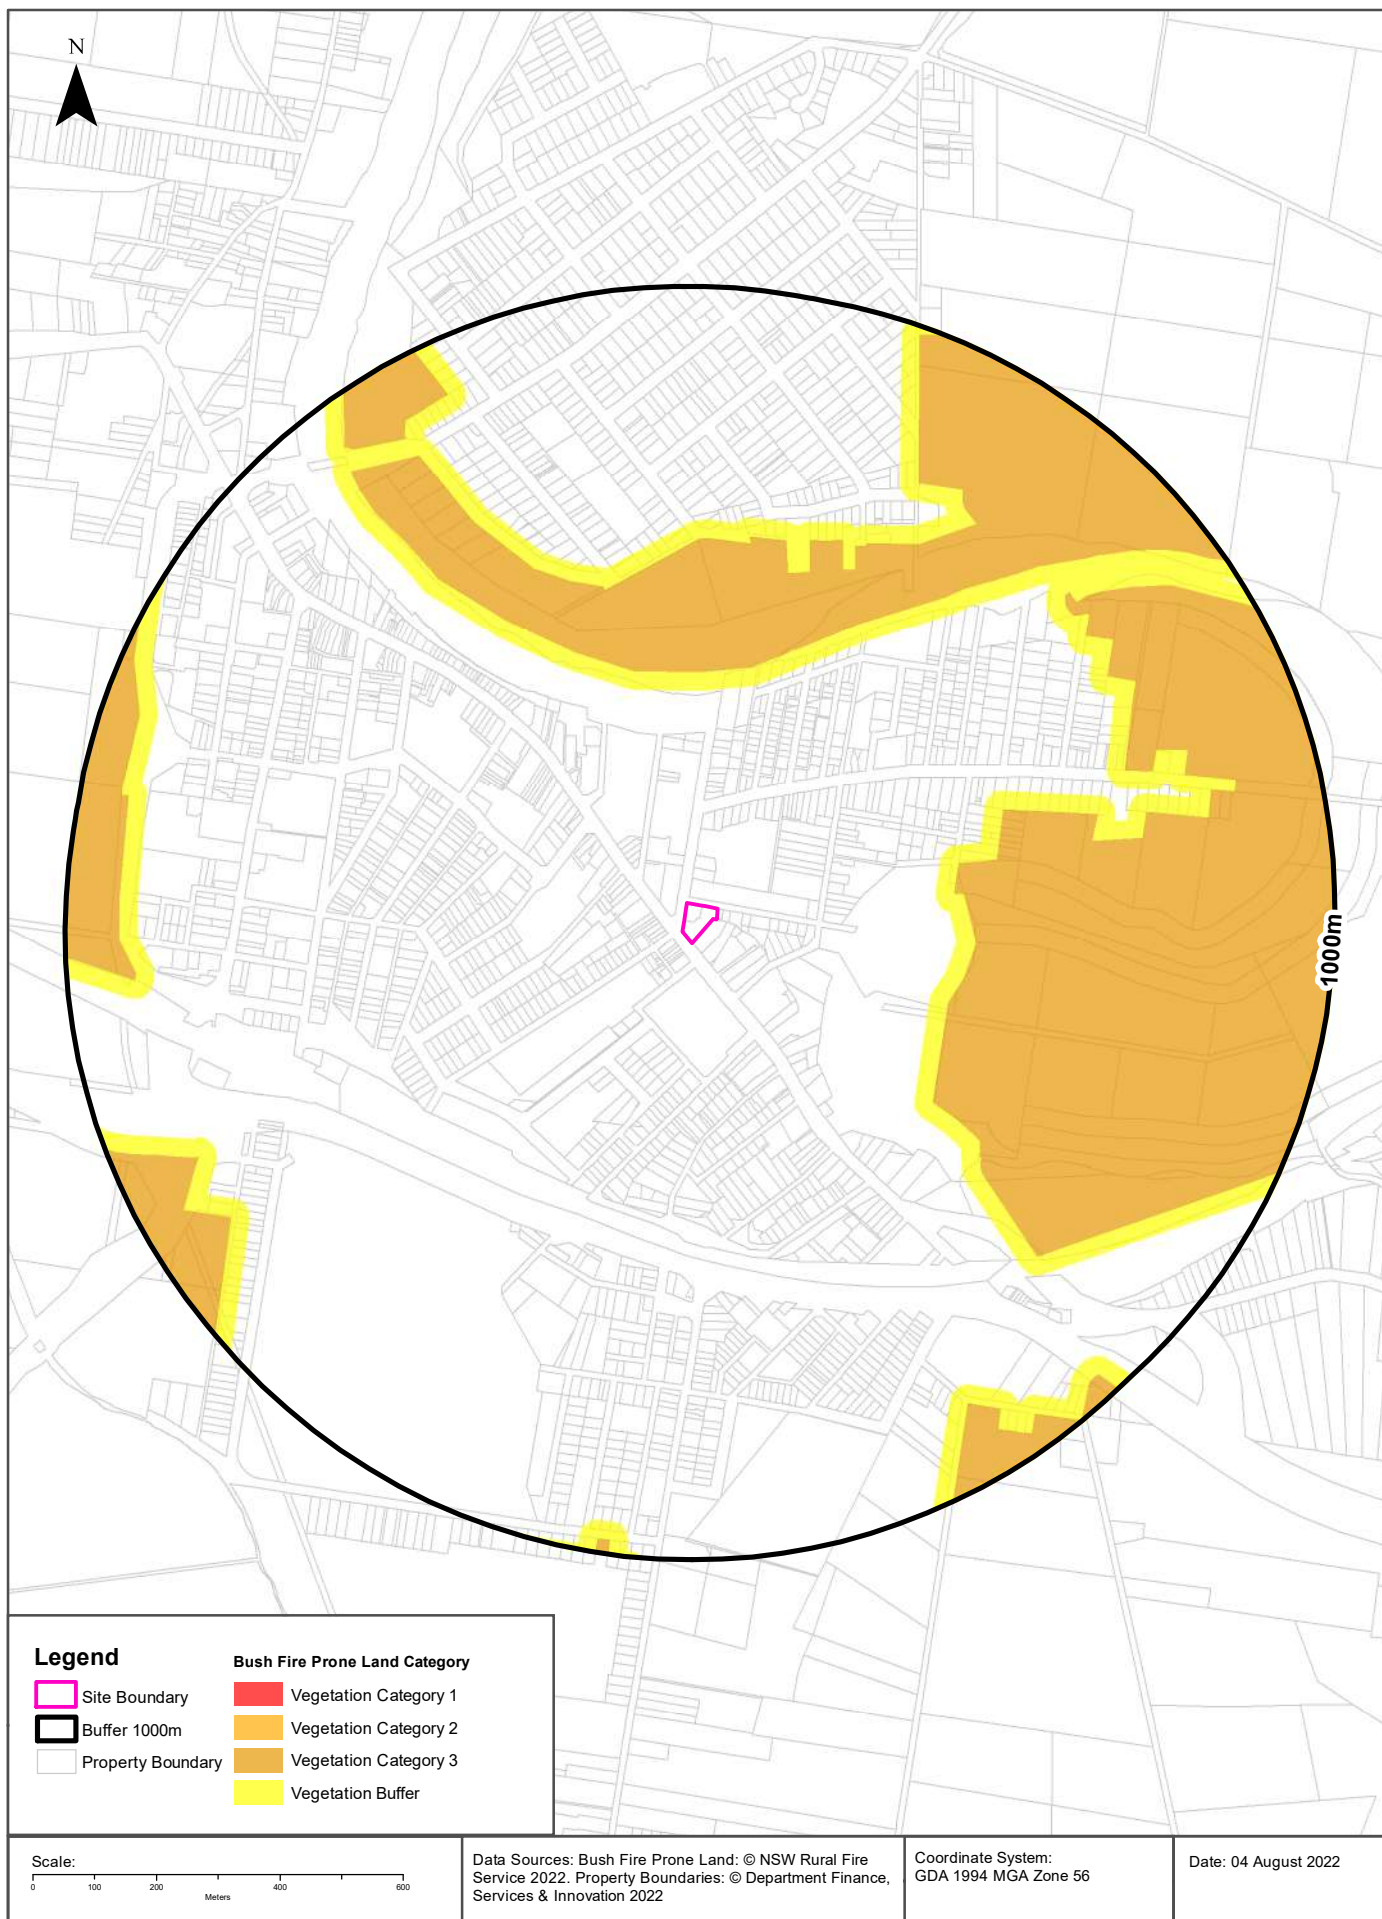 N
1000m
Legend
Site Boundary
Buffer 1000m
Property Boundary
Bush Fire Prone Land Category
Vegetation Category 1
Vegetation Category 2
Vegetation Category 3
Vegetation Buffer
Scale:
0 100 200 400 600
Meters
Data Sources: Bush Fire Prone Land: © NSW Rural Fire
Service 2022. Property Boundaries: © Department Finance,
Services & Innovation 2022
Coordinate System:
GDA 1994 MGA Zone 56
Date: 04 August 2022